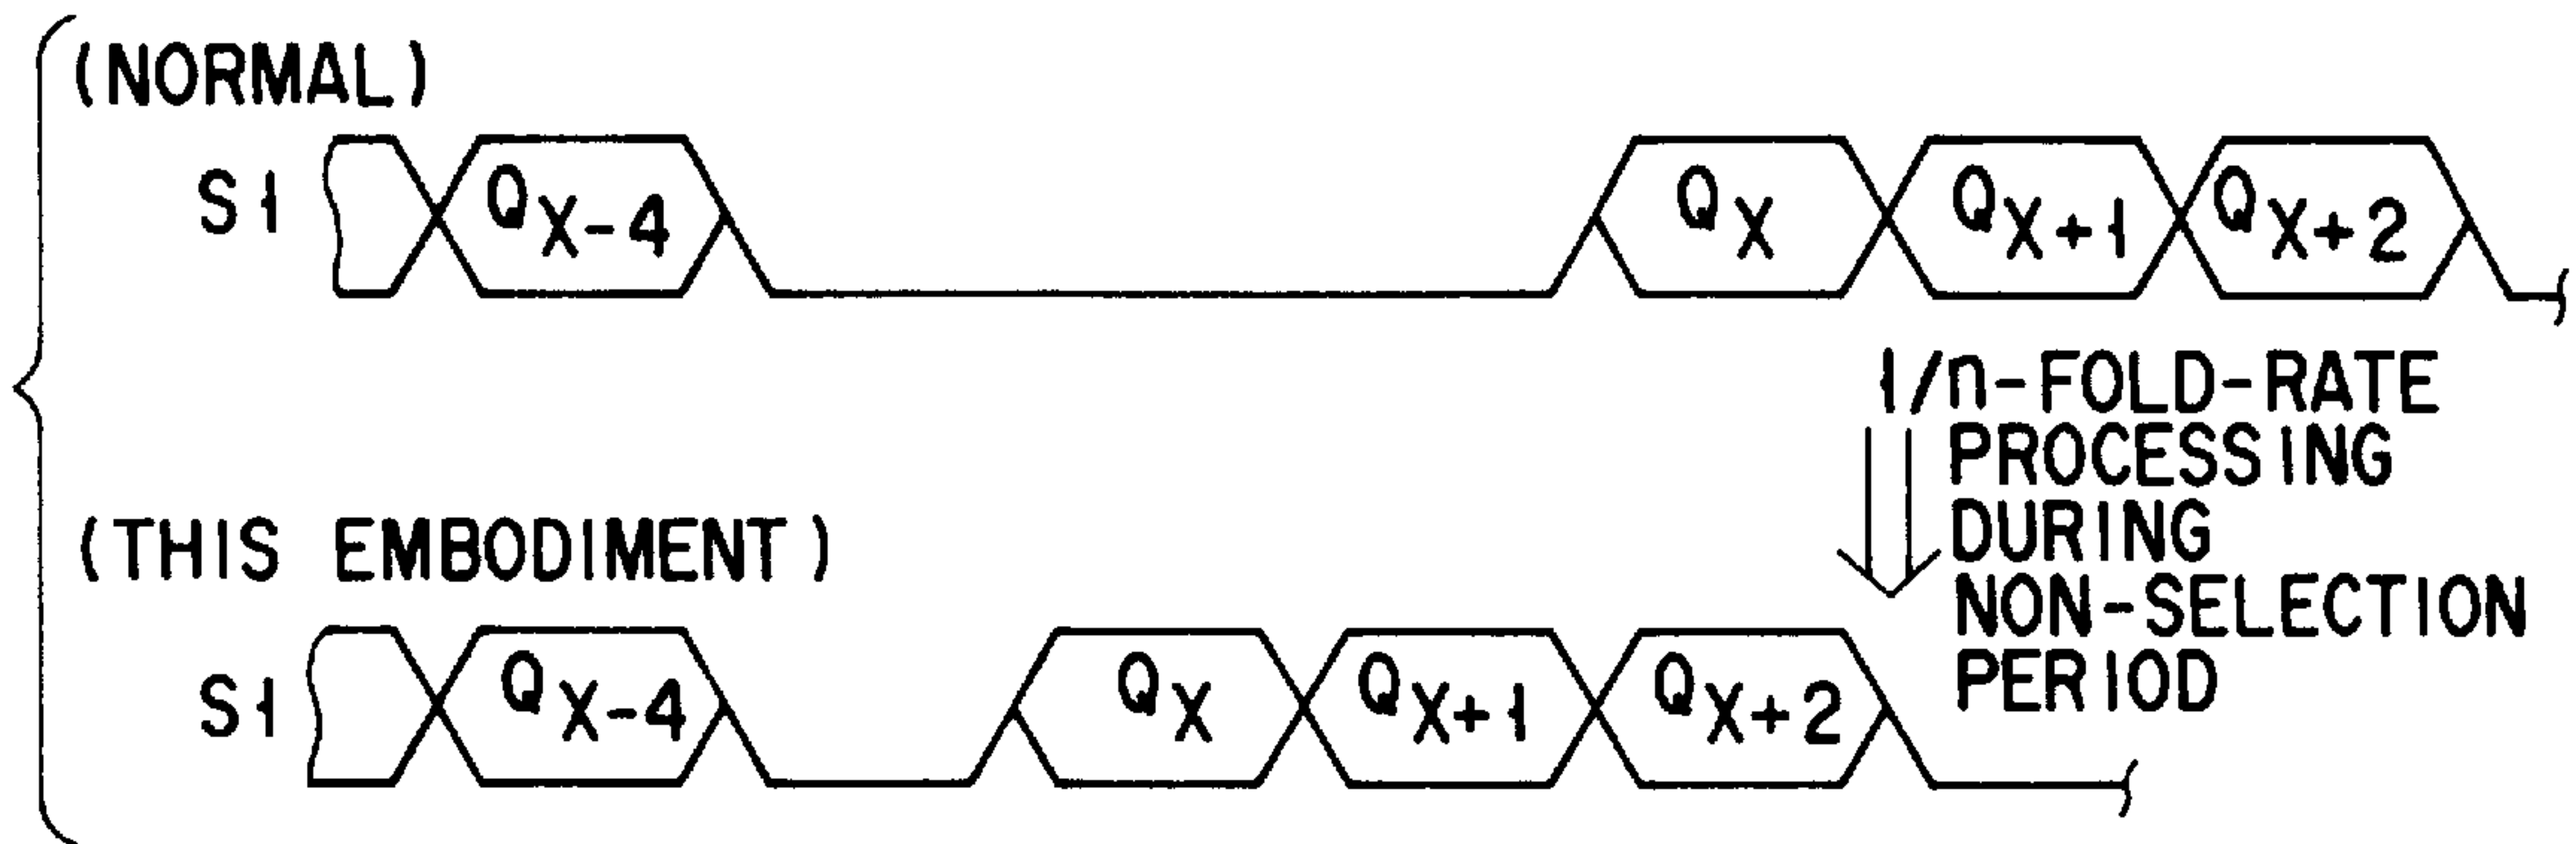 (NORMAL)
S1 QX-4 QX QX+1 QX+2
1/n-FOLD-RATE
PROCESSING
DURING
NON-SELECTION
PERIOD
(THIS EMBODIMENT)
S1 QX-4 QX QX+1 QX+2